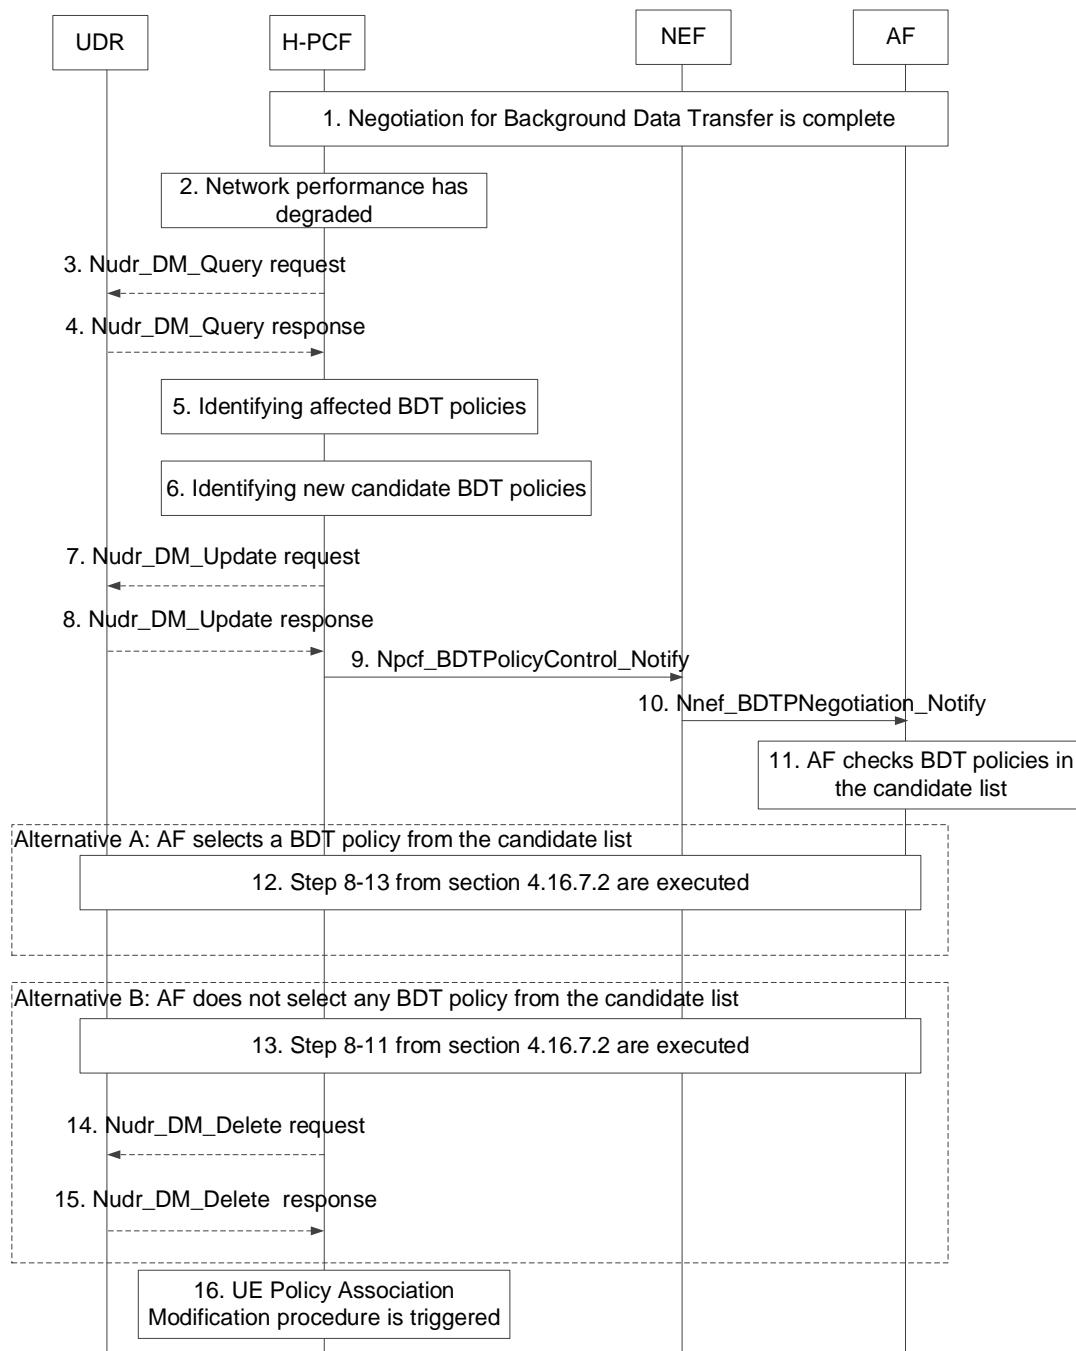 UDR
H-PCF
NEF
AF
1. Negotiation for Background Data Transfer is complete
2. Network performance has
degraded
3. Nudr_DM_Query request
4. Nudr_DM_Query response
5. Identifying affected BDT policies
6. Identifying new candidate BDT policies
7. Nudr_DM_Update request
8. Nudr_DM_Update response
9. Npcf_BDTPolicyControl_Notify
10. Nnef_BDTPNegotiation_Notify
11. AF checks BDT policies in
the candidate list
Alternative A: AF selects a BDT policy from the candidate list
12. Step 8-13 from section 4.16.7.2 are executed
Alternative B: AF does not select any BDT policy from the candidate list
13. Step 8-11 from section 4.16.7.2 are executed
14. Nudr_DM_Delete request
15. Nudr_DM_Delete response
16. UE Policy Association
Modification procedure is triggered